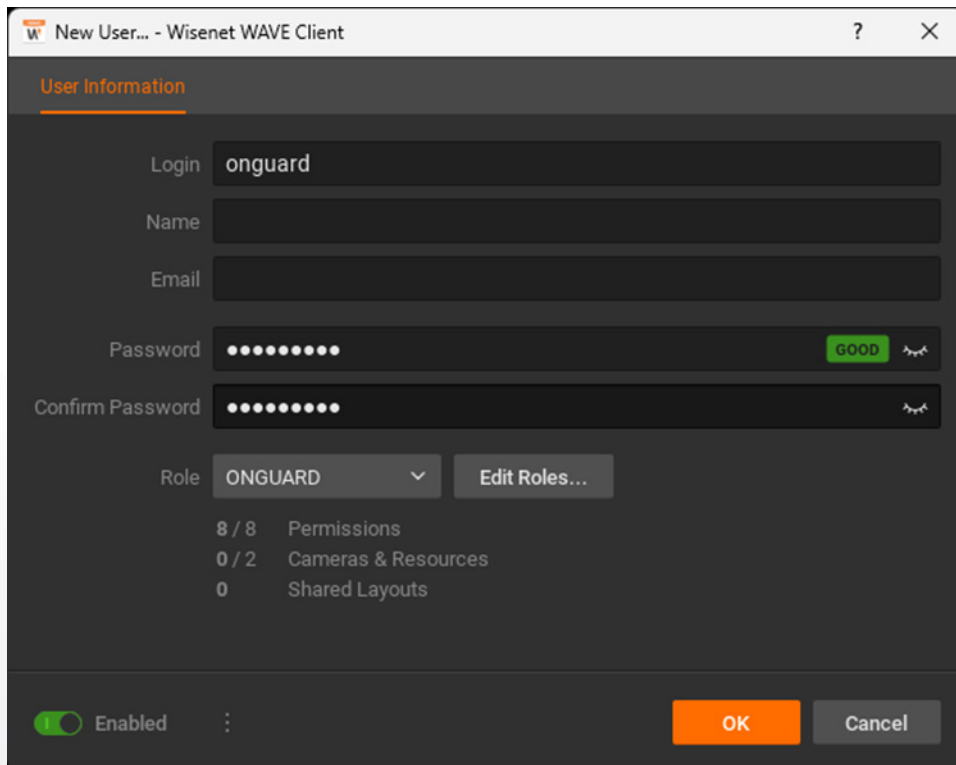 New User... - Wisenet WAVE Client
User Information
Login onguard
Name
Email
Password ●●●●●●●●● GOOD
Confirm Password ●●●●●●●●●
Role ONGUARD Edit Roles...
8 / 8 Permissions
0 / 2 Cameras & Resources
0 Shared Layouts
Enabled OK Cancel